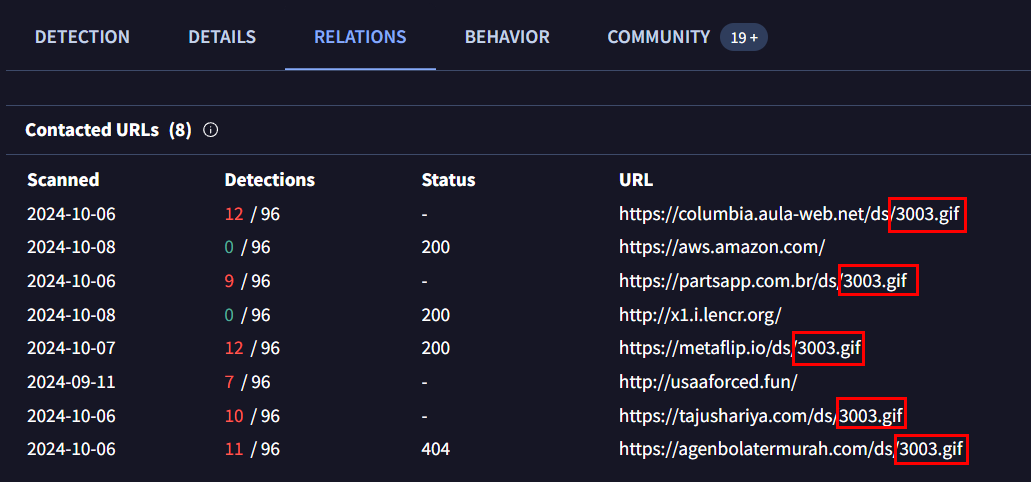 DETECTION DETAILS RELATIONS BEHAVIOR COMMUNITY 19 +
Contacted URLs (8)
Scanned Detections Status URL
2024-10-06 12 / 96 - https://columbia.aula-web.net/ds/3003.gif
2024-10-08 0 / 96 200 https://aws.amazon.com/
2024-10-06 9 / 96 - https://partsapp.com.br/ds/3003.gif
2024-10-08 0 / 96 200 http://x1.i.lencr.org/
2024-10-07 12 / 96 200 https://metaflip.io/ds/3003.gif
2024-09-11 7 / 96 - http://usaaforced.fun/
2024-10-06 10 / 96 - https://tajushariya.com/ds/3003.gif
2024-10-06 11 / 96 404 https://agenbolatermurah.com/ds/3003.gif